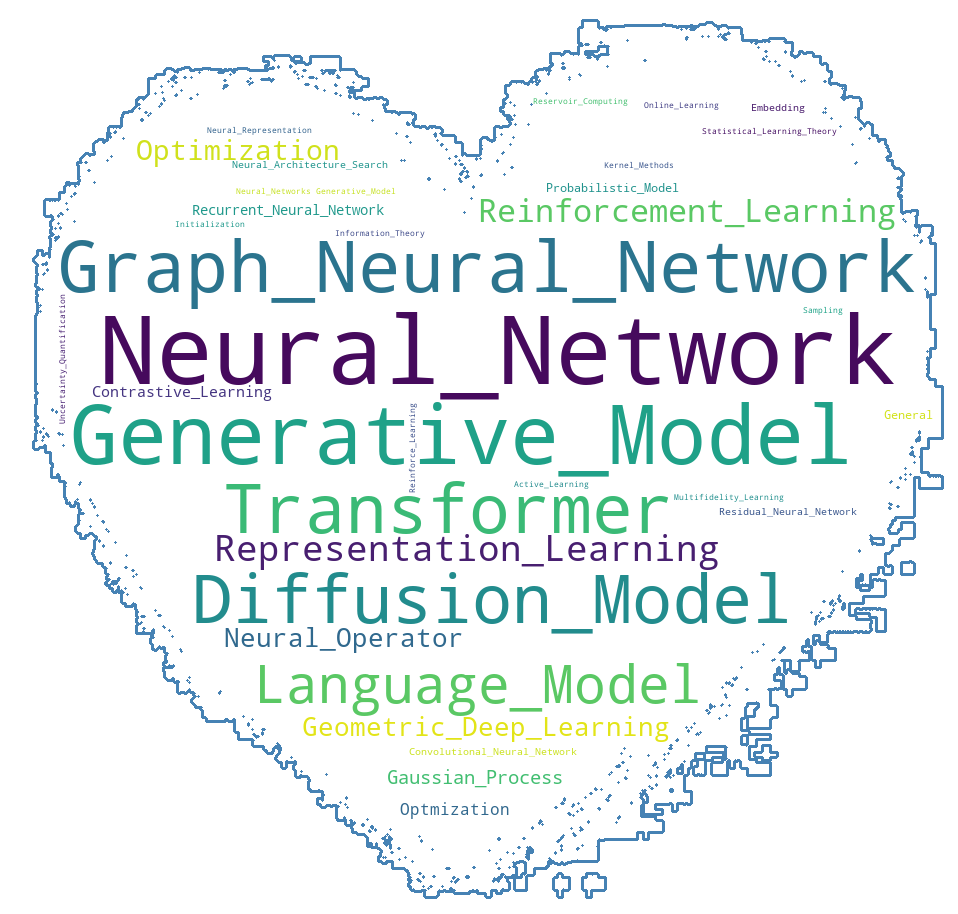 Reservoir_Computing
Online_Learning
Embedding
Neural_Representation
Statistical_Learning_Theory
Optimization
Neural_Architecture_Search
Kernel_Methods
Neural_Networks Generative_Model
Probabilistic_Model
Recurrent_Neural_Network
Reinforcement_Learning
Initialization
Information_Theory
Graph_Neural_Network
Sampling
Uncertainty_Quantification
Neural_Network
Contrastive_Learning
General
Generative_Model
Reinforce_Learning
Active_Learning
Multifidelity_Learning
Transformer
Residual_Neural_Network
Representation_Learning
Diffusion_Model
Neural_Operator
Language_Model
Geometric_Deep_Learning
Convolutional_Neural_Network
Gaussian_Process
Optmization